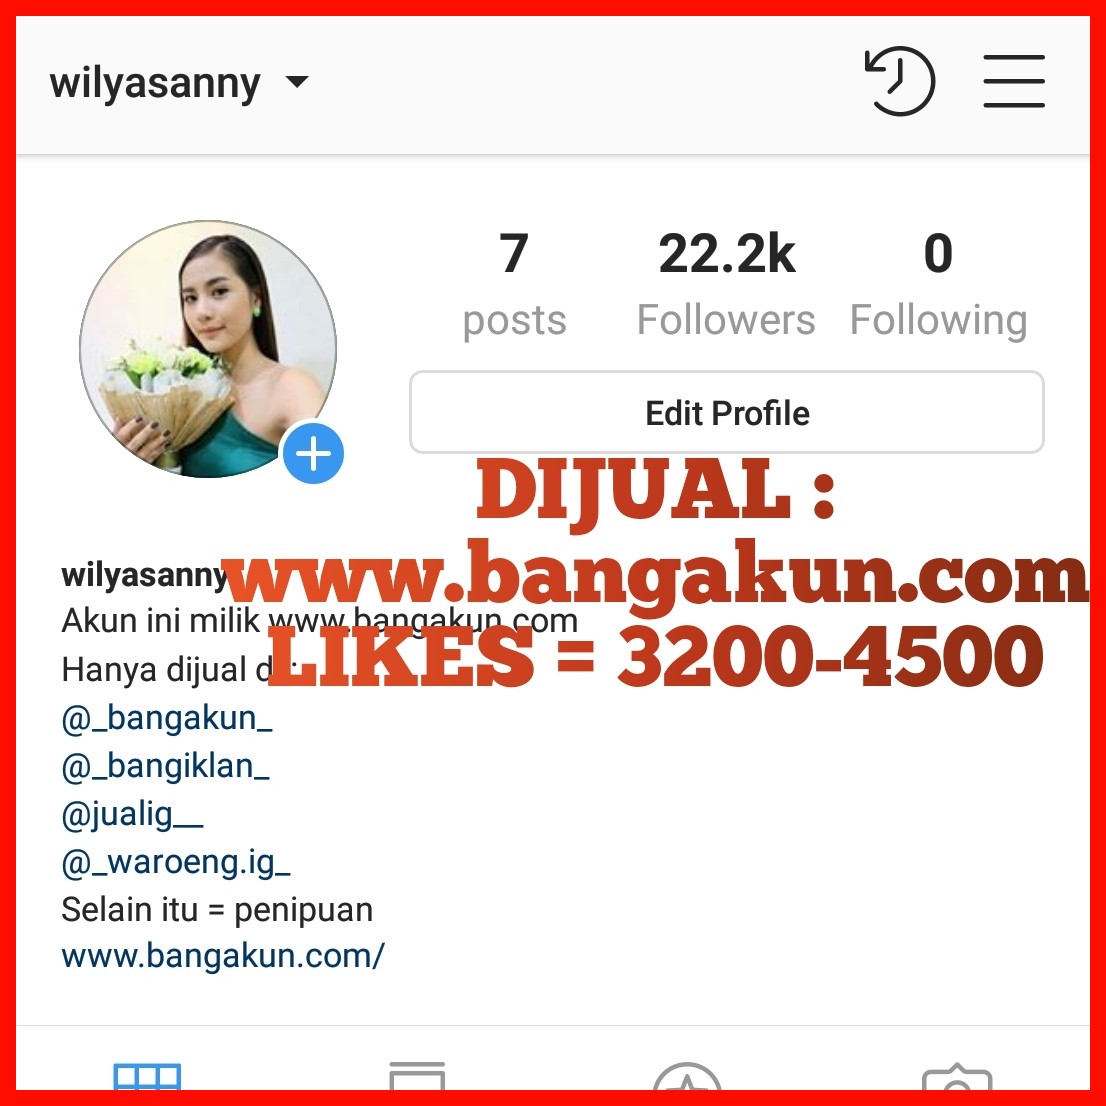 wilyasanny
7 22.2k 0
posts Followers Following
Edit Profile
DIJUAL :
www.bangakun.com
LIKES = 3200-4500
wilyasanny
Akun ini milik www.bangakun.com
Hanya dijual di :
@_bangakun_
@_bangiklan_
@jualig__
@_waroeng.ig_
Selain itu = penipuan
www.bangakun.com/